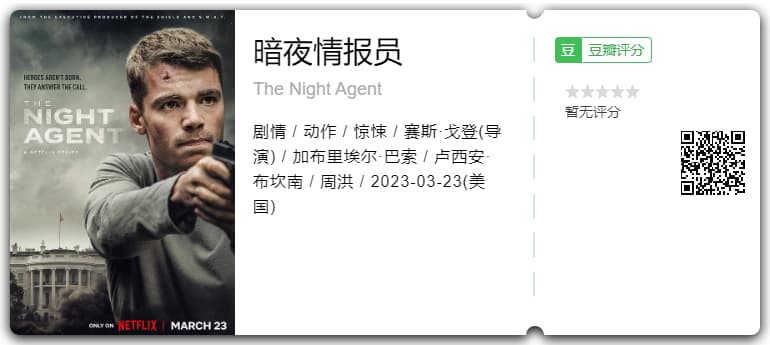 FROM THE EXECUTIVE PRODUCER OF THE SHIELD AND S.W.A.T.
HEROES AREN'T BORN.
THEY ANSWER THE CALL.
THE
NIGHT
AGENT
A NETFLIX SERIES
ONLY ON NETFLIX | MARCH 23
暗夜情报员
The Night Agent
剧情 / 动作 / 惊悚 / 赛斯·戈登(导
演) / 加布里埃尔·巴索 / 卢西安·
布坎南 / 周洪 / 2023-03-23(美
国)
豆 豆瓣评分
暂无评分